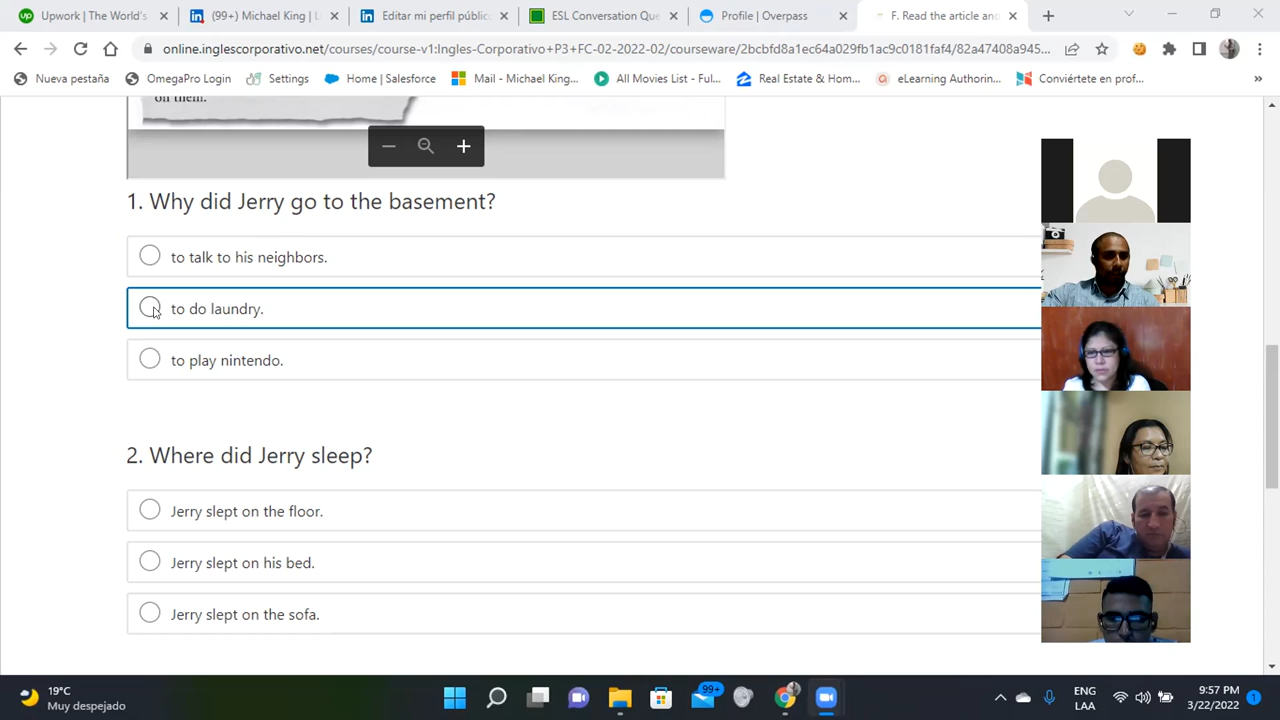 Upwork | The World's
(99+) Michael King | L
Editar mi perfil públic
ESL Conversation Que
Profile | Overpass
F. Read the article and
online.inglescorporativo.net/courses/course-v1:Ingles-Corporativo+P3+FC-02-2022-02/courseware/2bcbfd8a1ec64a029fb1ac9c0181faf4/82a47408a945...
Nueva pestaña
OmegaPro Login
Settings
Home | Salesforce
Mail - Michael King...
All Movies List - Ful...
Real Estate & Hom...
eLearning Authorin...
Conviértete en prof...
»
on them.
1. Why did Jerry go to the basement?
to talk to his neighbors.
to do laundry.
to play nintendo.
2. Where did Jerry sleep?
Jerry slept on the floor.
Jerry slept on his bed.
Jerry slept on the sofa.
19°C
Muy despejado
99+
ENG
LAA
9:57 PM
3/22/2022
1